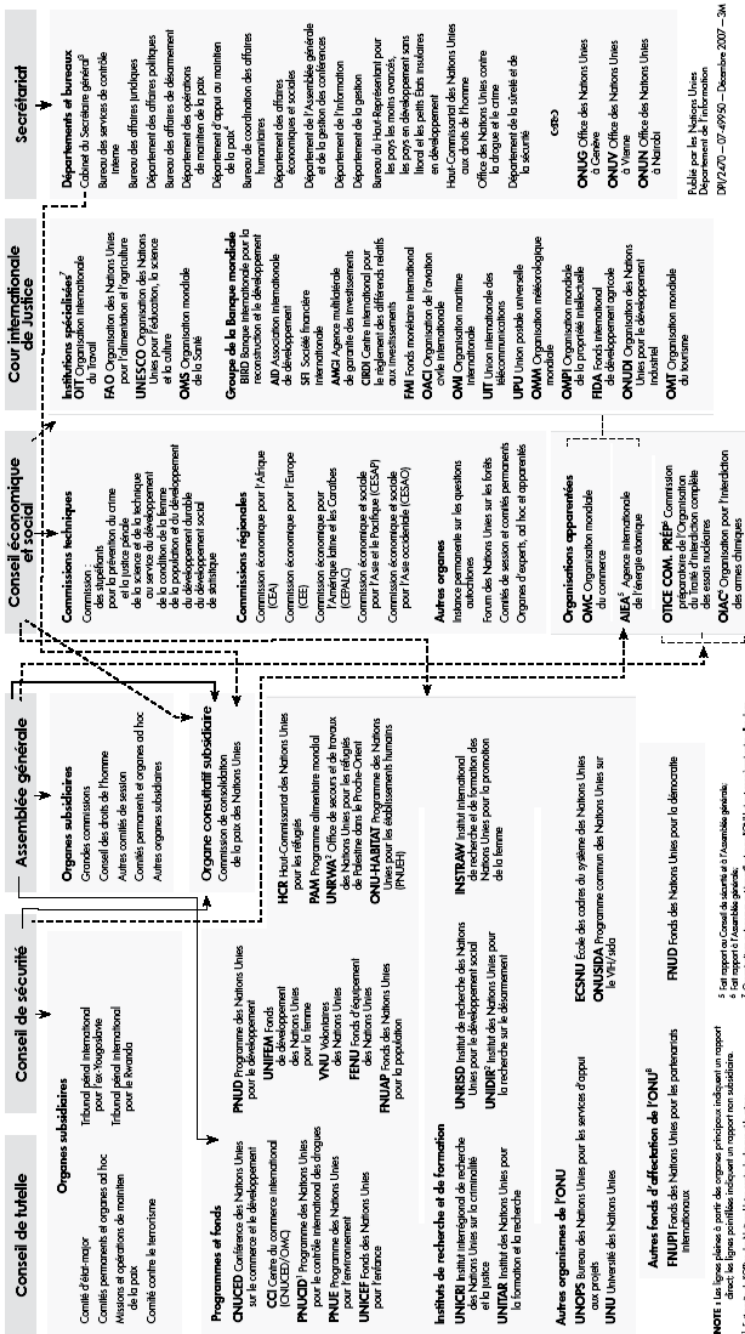 Conseil de tutelle
Conseil de sécurité
Assemblée générale
Conseil économique
et social
Cour internationale
de Justice
Secrétariat
Organes subsidiaires
Comité d'état-major
Comités permanents et organes ad hoc
Missions et opérations de maintien
de la paix
Comité contre le terrorisme
Tribunal pénal international
pour l'ex-Yougoslavie
Tribunal pénal international
pour le Rwanda
Organes subsidiaires
Grandes commissions
Conseil des droits de l'homme
Autres comités de session
Comités permanents et organes ad hoc
Autres organes subsidiaires
Organe consultatif subsidiaire
Commission de consolidation
de la paix des Nations Unies
Programmes et fonds
CNUCED Conférence des Nations Unies
sur le commerce et le développement
CCI Centre du commerce international
(CNUCED/OMC)
PNUCID¹ Programme des Nations Unies
pour le contrôle international des drogues
PNUE Programme des Nations Unies
pour l'environnement
UNICEF Fonds des Nations Unies
pour l'enfance
PNUD Programme des Nations Unies
pour le développement
UNIFEM Fonds
de développement
des Nations Unies
pour la femme
VNU Volontaires
des Nations Unies
FENU Fonds d'équipement
des Nations Unies
FNUAP Fonds des Nations Unies
pour la population
HCR Haut-Commissariat des Nations Unies
pour les réfugiés
PAM Programme alimentaire mondial
UNRWA² Office de secours et de travaux
des Nations Unies pour les réfugiés
de Palestine dans le Proche-Orient
ONU-HABITAT Programme des Nations
Unies pour les établissements humains
(PNUEH)
Instituts de recherche et de formation
UNICRI Institut interrégional de recherche
des Nations Unies sur la criminalité
et la justice
UNITAR Institut des Nations Unies pour
la formation et la recherche
UNRISD Institut de recherche des Nations
Unies pour le développement social
UNIDIR² Institut des Nations Unies pour
la recherche sur le désarmement
INSTRAW Institut international
de recherche et de formation des
Nations Unies pour la promotion
de la femme
Autres organismes de l'ONU
UNOPS Bureau des Nations Unies pour les services d'appui
aux projets
UNU Université des Nations Unies
ECSNU École des cadres du système des Nations Unies
ONUSIDA Programme commun des Nations Unies sur
le VIH/sida
Autres fonds d'affectation de l'ONU⁸
FNUPI Fonds des Nations Unies pour les partenariats
internationaux
FNUD Fonds des Nations Unies pour la démocratie
Commissions techniques
Commission :
des stupéfiants
pour la prévention du crime
et la justice pénale
de la science et de la technique
au service du développement
de la condition de la femme
de la population et du développement
du développement durable
du développement social
de statistique
Commissions régionales
Commission économique pour l'Afrique
(CEA)
Commission économique pour l'Europe
(CEE)
Commission économique pour
l'Amérique latine et les Caraïbes
(CEPALC)
Commission économique et sociale
pour l'Asie et le Pacifique (CESAP)
Commission économique et sociale
pour l'Asie occidentale (CESAO)
Autres organes
Instance permanente sur les questions
autochtones
Forum des Nations Unies sur les forêts
Comités de session et comités permanents
Organes d'experts, ad hoc et apparentés
Organisations apparentées
OMC Organisation mondiale
du commerce
AIEA⁵ Agence internationale
de l'énergie atomique
OTICE COM. PRÉP⁶ Commission
préparatoire de l'Organisation
du Traité d'interdiction complète
des essais nucléaires
OIAC⁶ Organisation pour l'interdiction
des armes chimiques
Institutions spécialisées⁷
OIT Organisation internationale
du Travail
FAO Organisation des Nations Unies
pour l'alimentation et l'agriculture
UNESCO Organisation des Nations
Unies pour l'éducation, la science
et la culture
OMS Organisation mondiale
de la Santé
Groupe de la Banque mondiale
BIRD Banque internationale pour la
reconstruction et le développement
AID Association internationale
de développement
SFI Société financière
internationale
AMGI Agence multilatérale
de garantie des investissements
CIRDI Centre international pour
le règlement des différends relatifs
aux investissements
FMI Fonds monétaire international
OACI Organisation de l'aviation
civile internationale
OMI Organisation maritime
internationale
UIT Union internationale des
télécommunications
UPU Union postale universelle
OMM Organisation météorologique
mondiale
OMPI Organisation mondiale
de la propriété intellectuelle
FIDA Fonds international
de développement agricole
ONUDI Organisation des Nations
Unies pour le développement
industriel
OMT Organisation mondiale
du tourisme
Départements et bureaux
Cabinet du Secrétaire général³
Bureau des services de contrôle
interne
Bureau des affaires juridiques
Département des affaires politiques
Bureau des affaires de désarmement
Département des opérations
de maintien de la paix
Département d'appui au maintien
de la paix⁴
Bureau de coordination des affaires
humanitaires
Département des affaires
économiques et sociales
Département de l'Assemblée générale
et de la gestion des conférences
Département de l'information
Département de la gestion
Bureau du Haut-Représentant pour
les pays les moins avancés,
les pays en développement sans
littoral et les petits États insulaires
en développement
Haut-Commissariat des Nations Unies
aux droits de l'homme
Office des Nations Unies contre
la drogue et le crime
Département de la sûreté et de
la sécurité
ONUG Office des Nations Unies
à Genève
ONUV Office des Nations Unies
à Vienne
ONUN Office des Nations Unies
à Nairobi
Publié par les Nations Unies
Département de l'information
DPI/2470—07-49950—Décembre 2007—3M
NOTE : Les lignes pleines à partir des organes principaux indiquent un rapport
direct; les lignes pointillées indiquent un rapport non subsidiaire.
5 Fait rapport au Conseil de sécurité et à l'Assemblée générale;
6 Fait rapport à l'Assemblée générale;